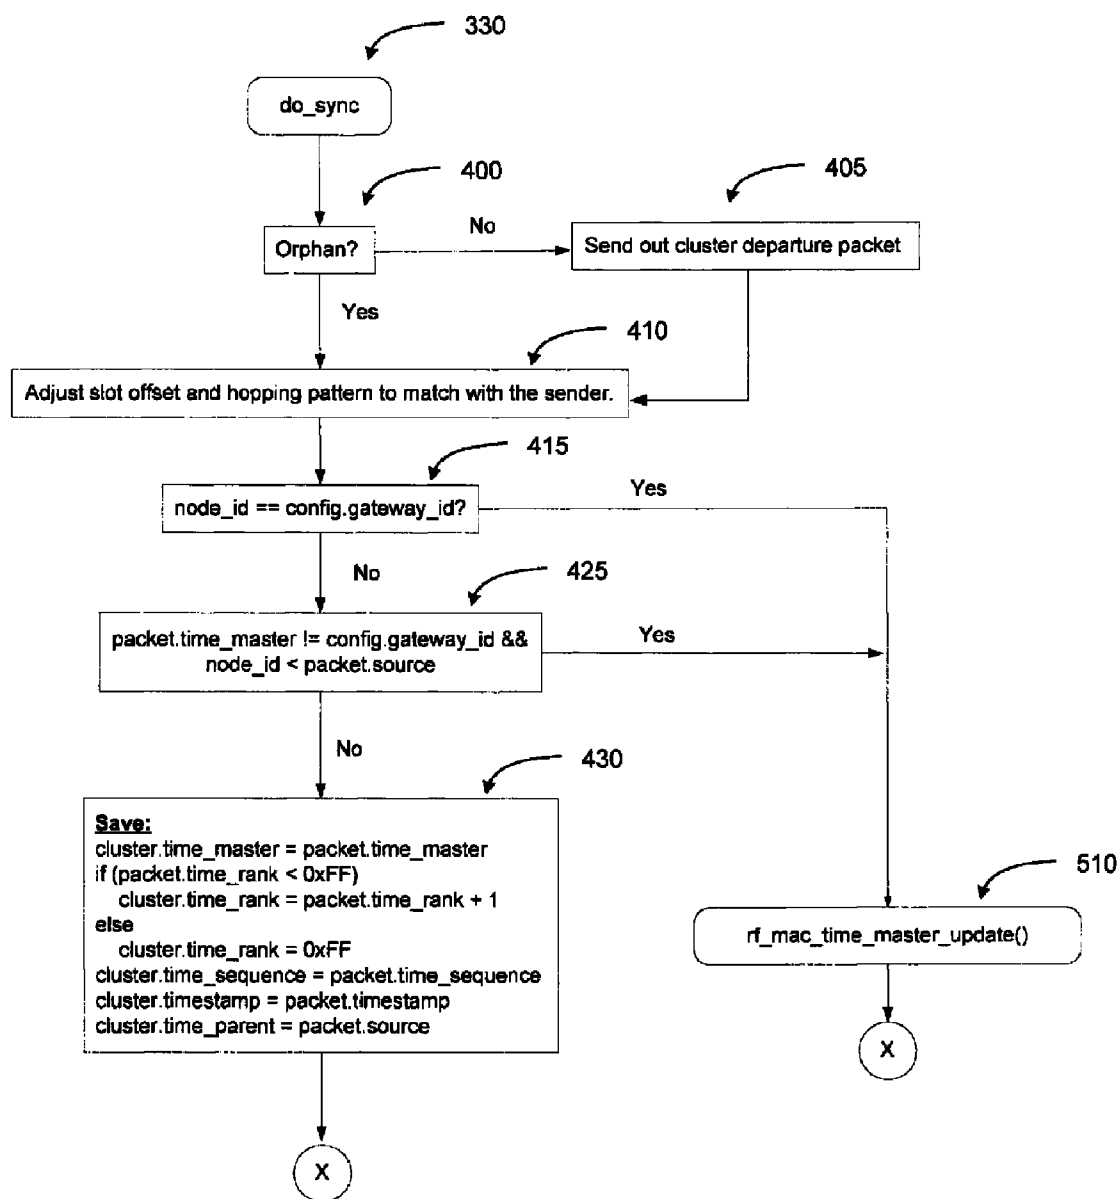 330
do_sync
400
405
Orphan?
No
Send out cluster departure packet
Yes
410
Adjust slot offset and hopping pattern to match with the sender.
415
node_id == config.gateway_id?
Yes
No
425
packet.time_master != config.gateway_id &&
node_id < packet.source
Yes
No
430
Save:
cluster.time_master = packet.time_master
if (packet.time_rank < 0xFF)
cluster.time_rank = packet.time_rank + 1
else
cluster.time_rank = 0xFF
cluster.time_sequence = packet.time_sequence
cluster.timestamp = packet.timestamp
cluster.time_parent = packet.source
510
rf_mac_time_master_update()
X
X